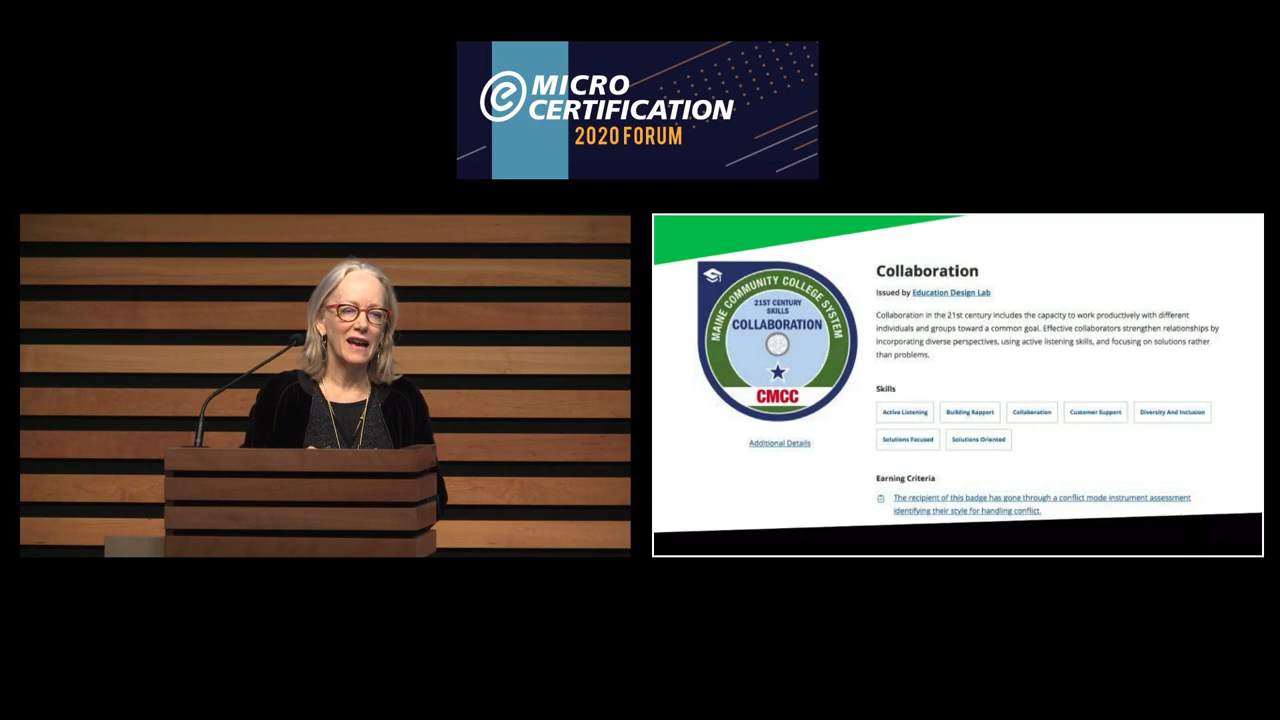 e MICRO
CERTIFICATION
2020 FORUM
MAINE COMMUNITY COLLEGE SYSTEM
21ST CENTURY
SKILLS
COLLABORATION
CMCC
Additional Details
Collaboration
Issued by Education Design Lab
Collaboration in the 21st century includes the capacity to work productively with different
individuals and groups toward a common goal. Effective collaborators strengthen relationships by
incorporating diverse perspectives, using active listening skills, and focusing on solutions rather
than problems.
Skills
Active Listening Building Rapport Collaboration Customer Support Diversity And Inclusion
Solutions Focused Solutions Oriented
Earning Criteria
The recipient of this badge has gone through a conflict mode instrument assessment
identifying their style for handling conflict.